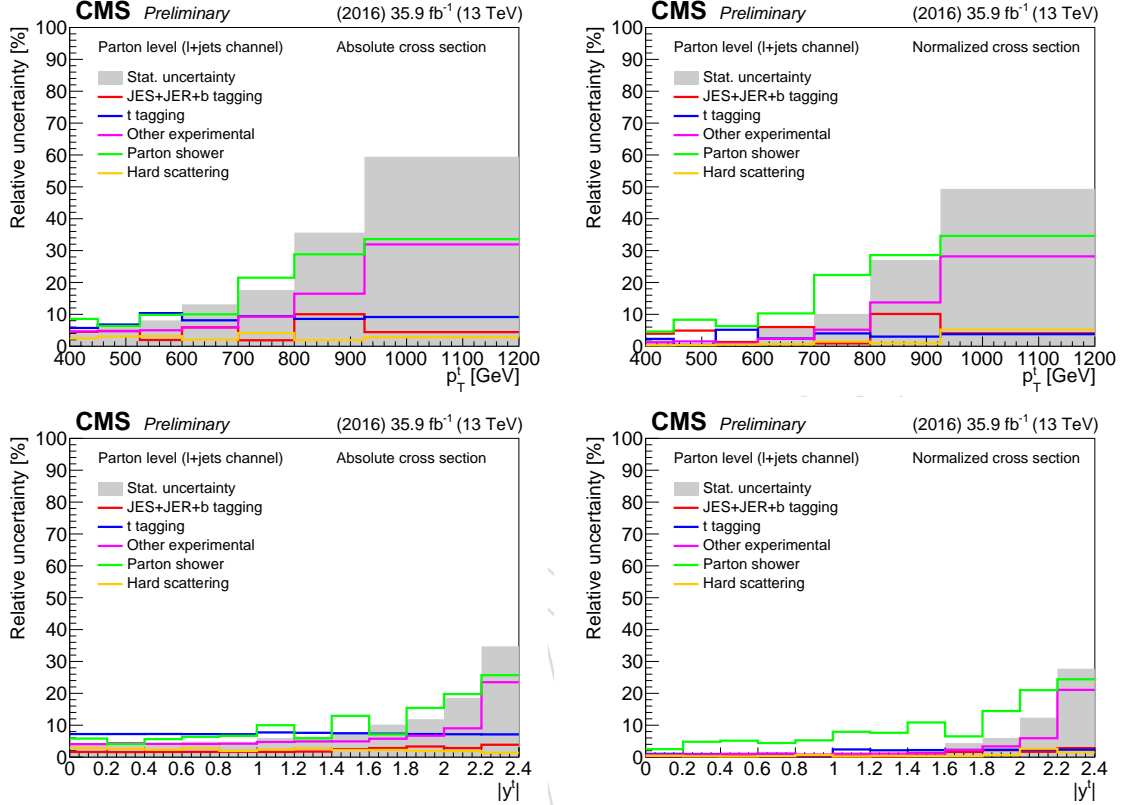 CMS Preliminary (2016) 35.9 fb⁻¹ (13 TeV)
Relative uncertainty [%]
Parton level (l+jets channel) Absolute cross section
Stat. uncertainty
JES+JER+b tagging
t tagging
Other experimental
Parton shower
Hard scattering
100
90
80
70
60
50
40
30
20
10
0
400 500 600 700 800 900 1000 1100 1200
p_T^t [GeV]
CMS Preliminary (2016) 35.9 fb⁻¹ (13 TeV)
Relative uncertainty [%]
Parton level (l+jets channel) Normalized cross section
Stat. uncertainty
JES+JER+b tagging
t tagging
Other experimental
Parton shower
Hard scattering
100
90
80
70
60
50
40
30
20
10
0
400 500 600 700 800 900 1000 1100 1200
p_T^t [GeV]
CMS Preliminary (2016) 35.9 fb⁻¹ (13 TeV)
Relative uncertainty [%]
Parton level (l+jets channel) Absolute cross section
Stat. uncertainty
JES+JER+b tagging
t tagging
Other experimental
Parton shower
Hard scattering
100
90
80
70
60
50
40
30
20
10
0
0 0.2 0.4 0.6 0.8 1 1.2 1.4 1.6 1.8 2 2.2 2.4
|y^t|
CMS Preliminary (2016) 35.9 fb⁻¹ (13 TeV)
Relative uncertainty [%]
Parton level (l+jets channel) Normalized cross section
Stat. uncertainty
JES+JER+b tagging
t tagging
Other experimental
Parton shower
Hard scattering
100
90
80
70
60
50
40
30
20
10
0
0 0.2 0.4 0.6 0.8 1 1.2 1.4 1.6 1.8 2 2.2 2.4
|y^t|